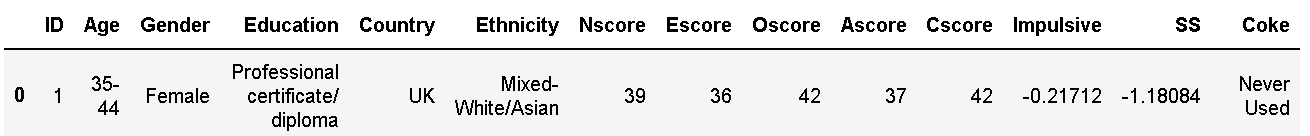 ID Age Gender Education Country Ethnicity Nscore Escore Oscore Ascore Cscore Impulsive SS Coke
0 1 35-44 Female Professional certificate/ diploma UK Mixed-White/Asian 39 36 42 37 42 -0.21712 -1.18084 Never Used